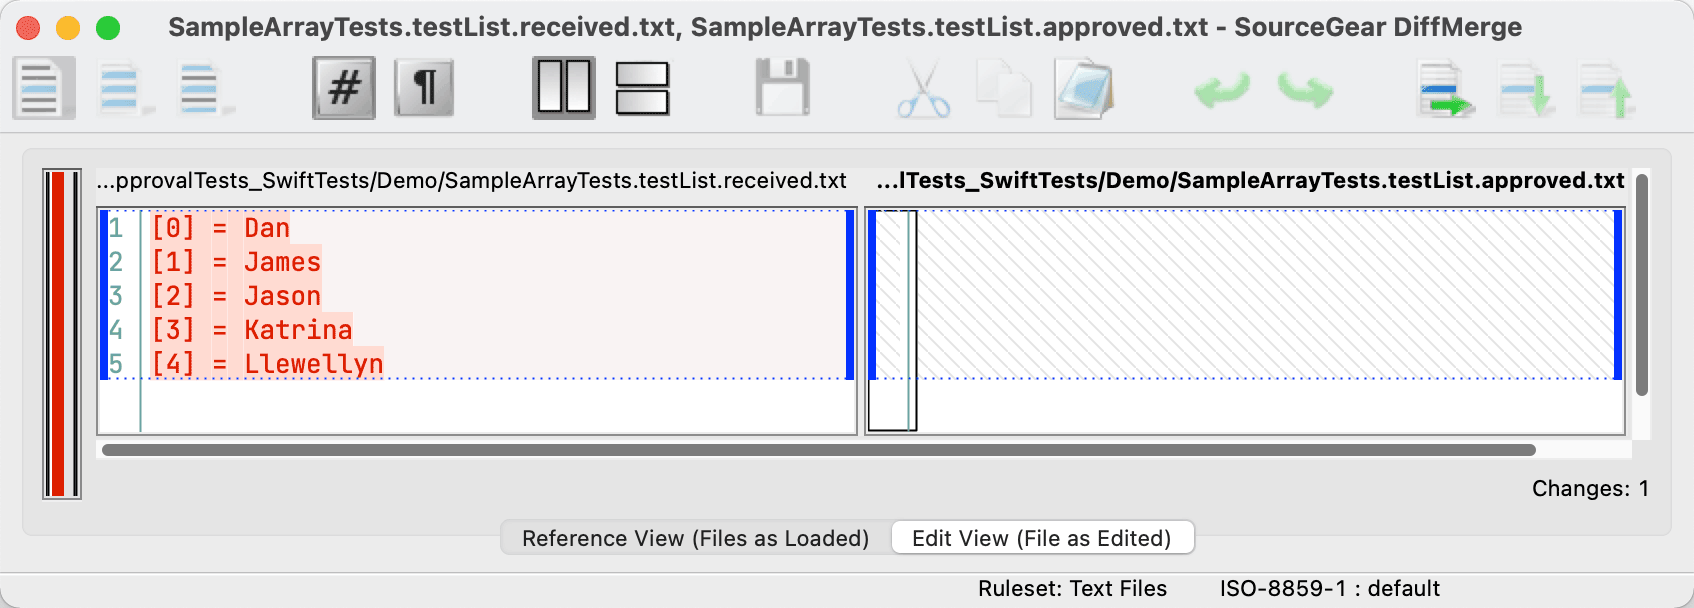 SampleArrayTests.testList.received.txt, SampleArrayTests.testList.approved.txt - SourceGear DiffMerge
# ¶
...pprovalTests_SwiftTests/Demo/SampleArrayTests.testList.received.txt
...lTests_SwiftTests/Demo/SampleArrayTests.testList.approved.txt
1 [0] = Dan
2 [1] = James
3 [2] = Jason
4 [3] = Katrina
5 [4] = Llewellyn
Changes: 1
Reference View (Files as Loaded)
Edit View (File as Edited)
Ruleset: Text Files
ISO-8859-1 : default